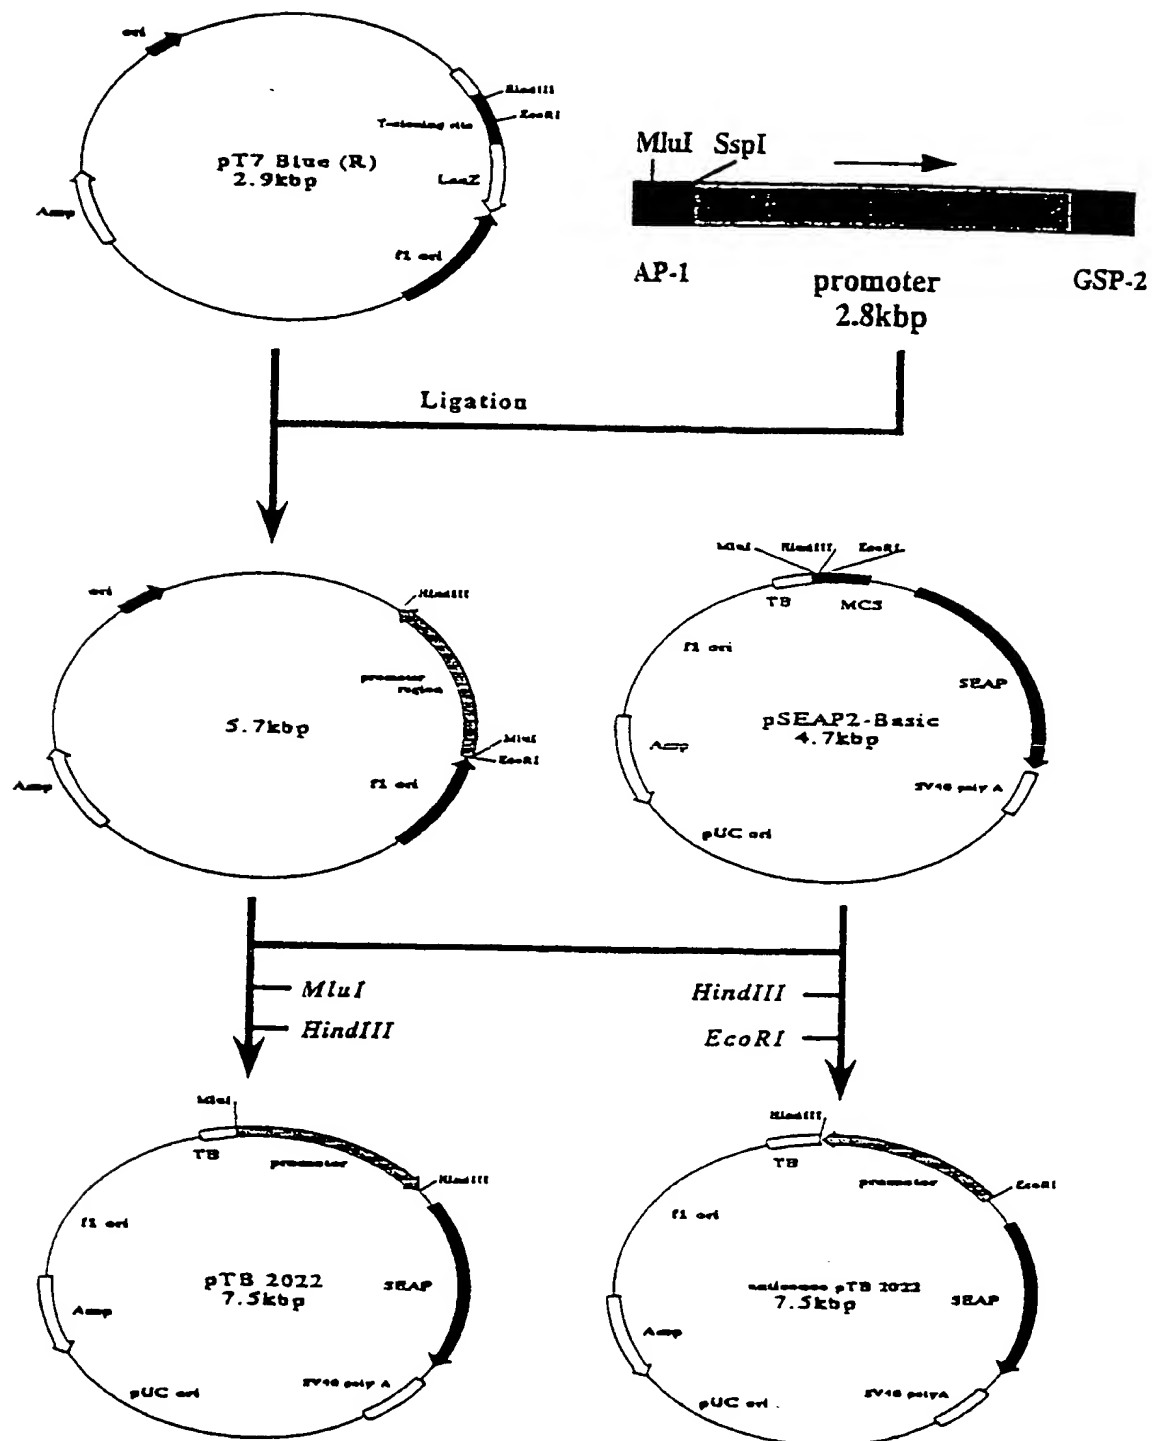 ori
HindIII
EcoRI
T-cloning site
pT7 Blue (R)
2.9kbp
LacZ
Amp
f1 ori
MluI
SspI
AP-1
promoter
2.8kbp
GSP-2
Ligation
ori
HindIII
promoter
region
5.7kbp
MluI
EcoRI
Amp
f1 ori
MluI
HindIII
EcoRI
TB
MCS
f1 ori
SEAP
pSEAP2-Basic
4.7kbp
Amp
SV40 poly A
pUC ori
MluI
HindIII
HindIII
EcoRI
MluI
TB
promoter
HindIII
f1 ori
pTB 2022
7.5kbp
SEAP
Amp
SV40 poly A
pUC ori
HindIII
TB
promoter
EcoRI
f1 ori
antisense pTB 2022
7.5kbp
SEAP
Amp
SV40 polyA
pUC ori